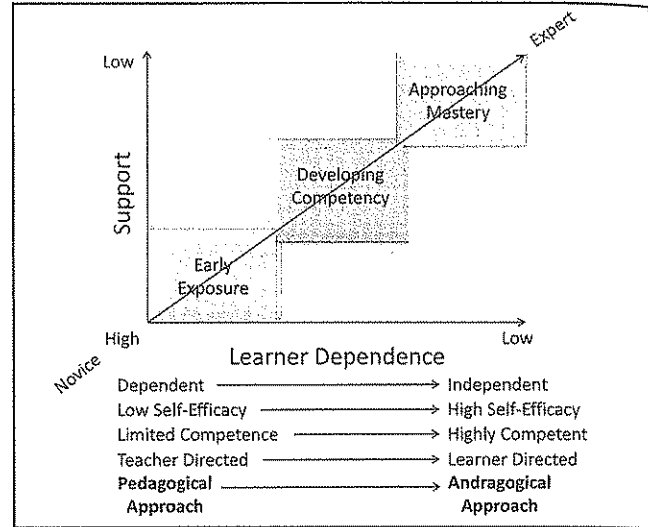 Expert
Low
Approaching
Mastery
Support
Developing
Competency
Early
Exposure
High
Low
Novice
Learner Dependence
Dependent Independent
Low Self-Efficacy High Self-Efficacy
Limited Competence Highly Competent
Teacher Directed Learner Directed
Pedagogical Andragogical
Approach Approach